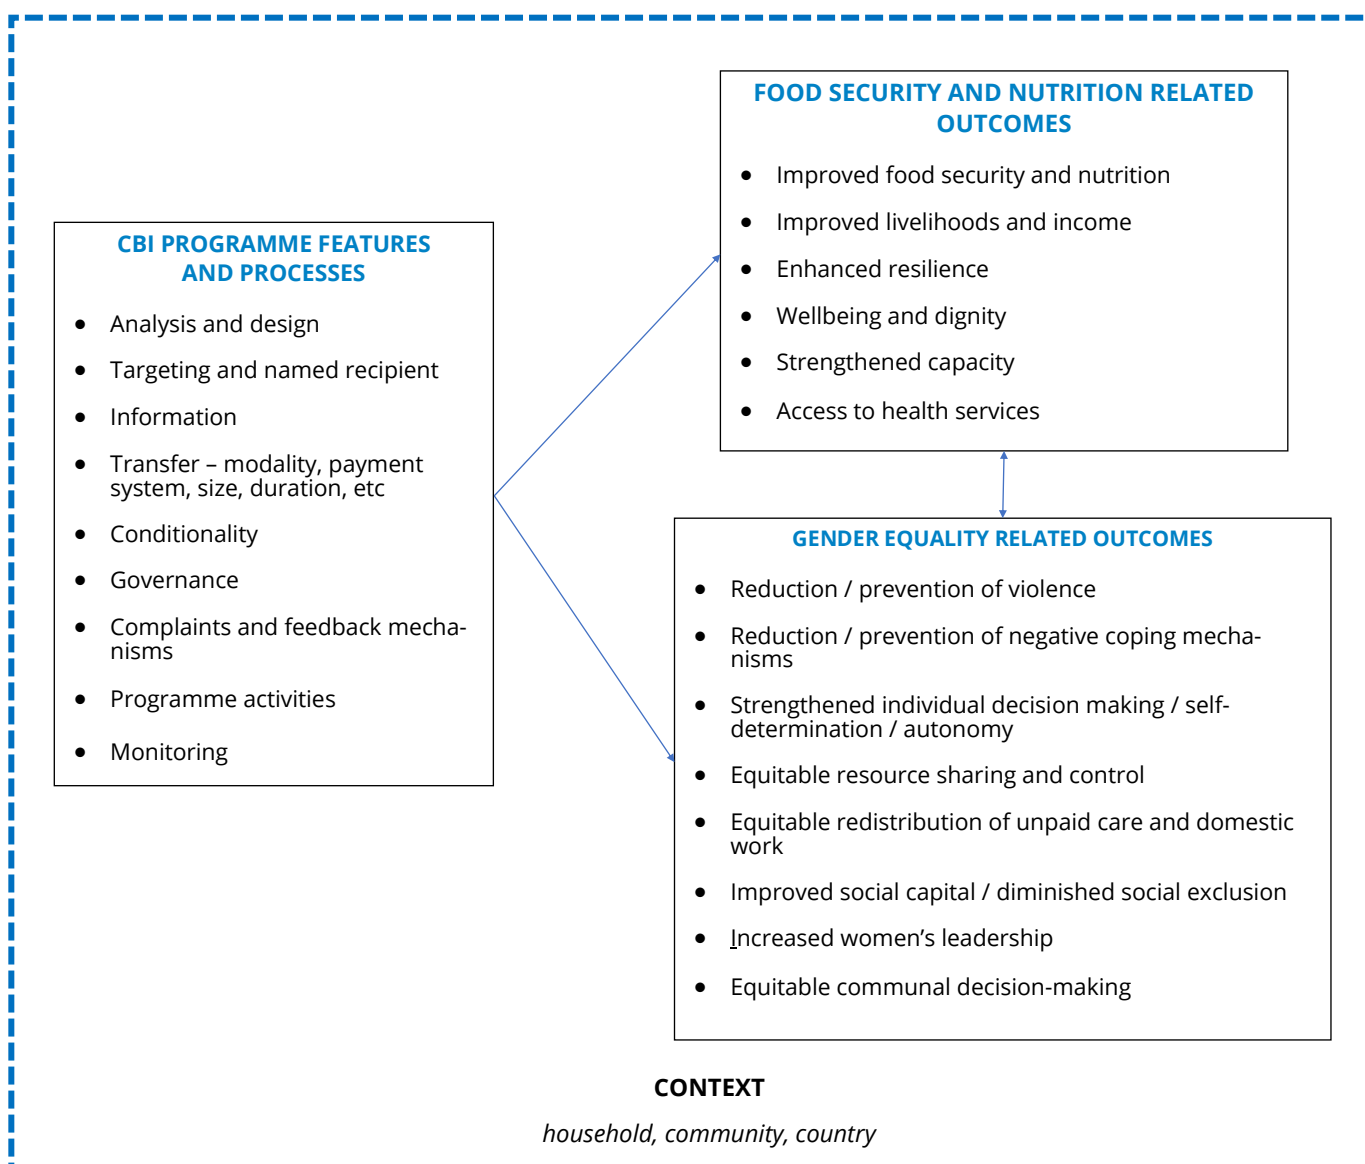 FOOD SECURITY AND NUTRITION RELATED
OUTCOMES
• Improved food security and nutrition
• Improved livelihoods and income
• Enhanced resilience
• Wellbeing and dignity
• Strengthened capacity
• Access to health services
CBI PROGRAMME FEATURES
AND PROCESSES
• Analysis and design
• Targeting and named recipient
• Information
• Transfer – modality, payment
system, size, duration, etc
• Conditionality
• Governance
• Complaints and feedback mecha-
nisms
• Programme activities
• Monitoring
GENDER EQUALITY RELATED OUTCOMES
• Reduction / prevention of violence
• Reduction / prevention of negative coping mecha-
nisms
• Strengthened individual decision making / self-
determination / autonomy
• Equitable resource sharing and control
• Equitable redistribution of unpaid care and domestic
work
• Improved social capital / diminished social exclusion
• Increased women’s leadership
• Equitable communal decision-making
CONTEXT
household, community, country